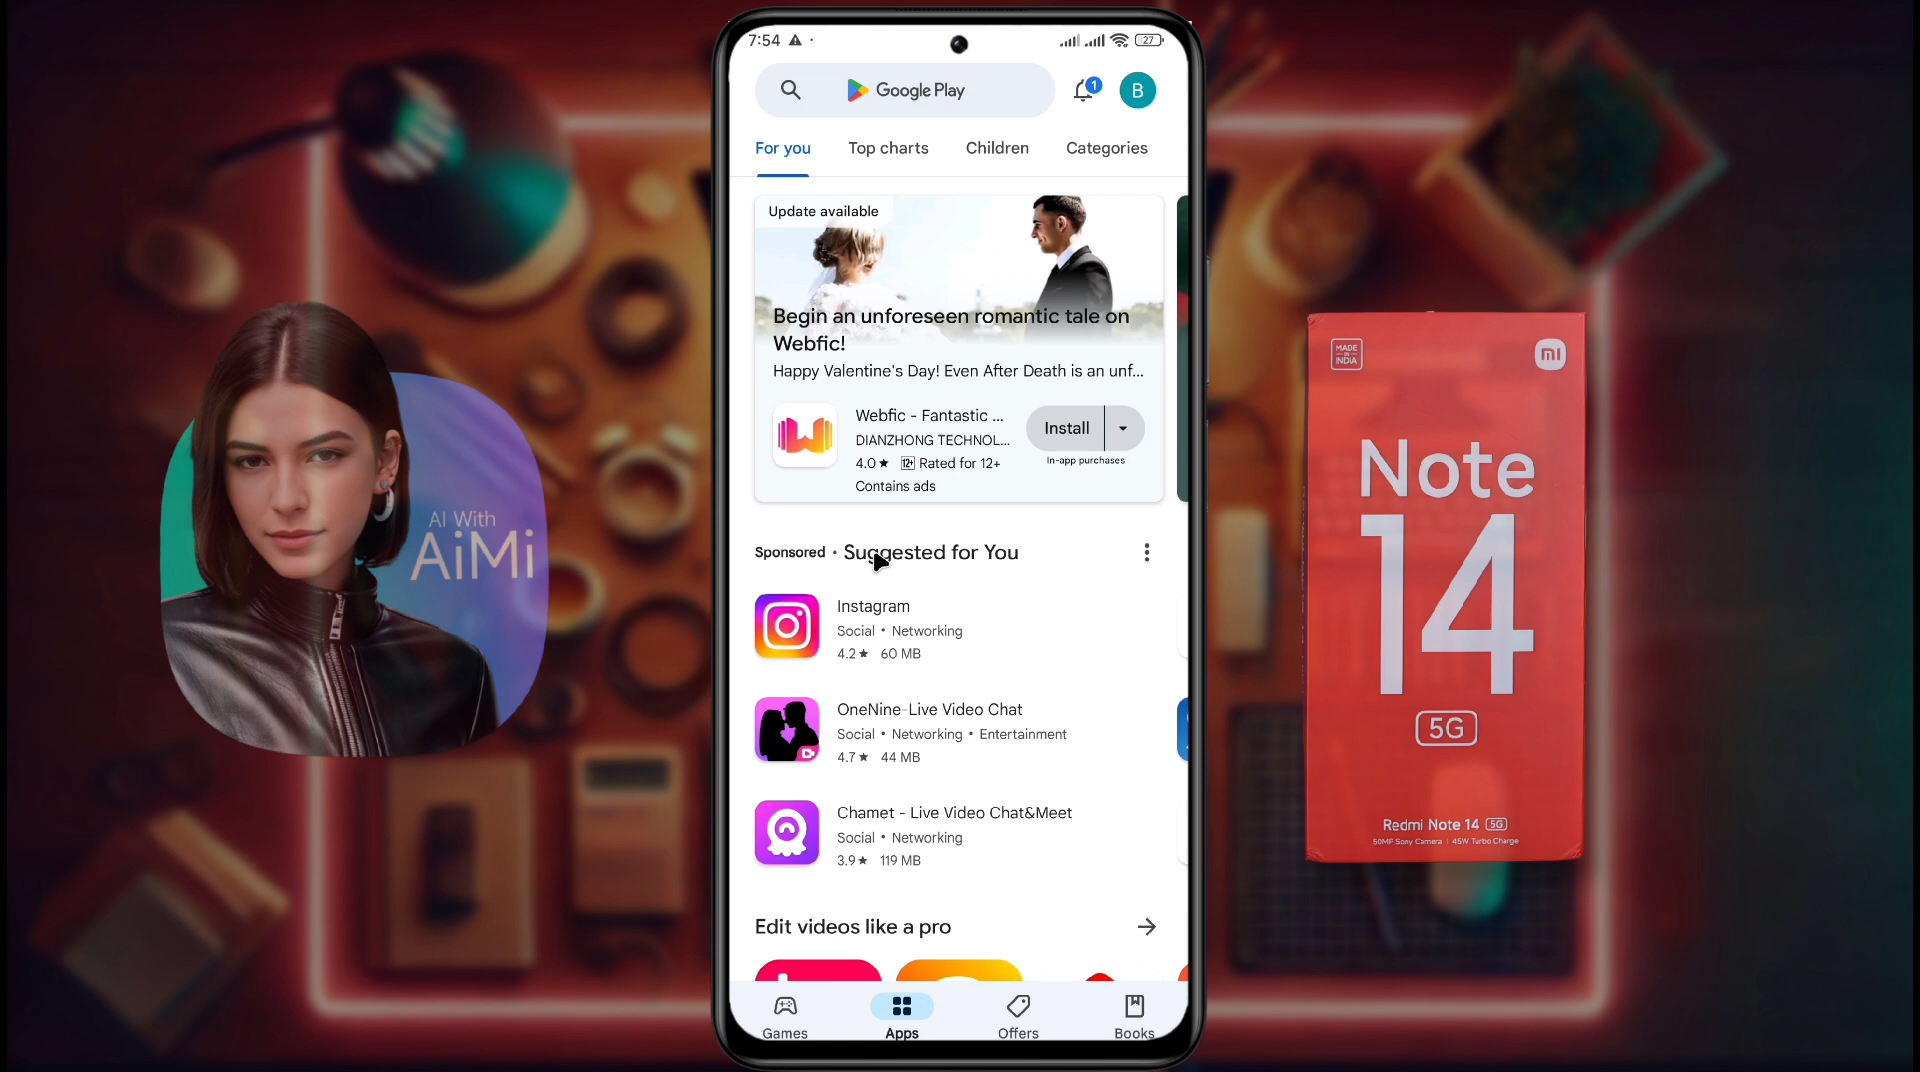 7:54
27
Google Play
1
B
For you
Top charts
Children
Categories
Update available
Begin an unforeseen romantic tale on
Webfic!
Happy Valentine's Day! Even After Death is an unf...
Webfic - Fantastic ...
DIANZHONG TECHNOL...
4.0★ 12+ Rated for 12+
Contains ads
Install
In-app purchases
Sponsored • Suggested for You
Instagram
Social • Networking
4.2★ 60 MB
OneNine-Live Video Chat
Social • Networking • Entertainment
4.7★ 44 MB
Chamet - Live Video Chat&Meet
Social • Networking
3.9★ 119 MB
Edit videos like a pro
Games
Apps
Offers
Books
AI With
AiMi
MADE
IN
INDIA
mi
Note
14
5G
Redmi Note 14 5G
50MP Sony Camera | 45W Turbo Charge